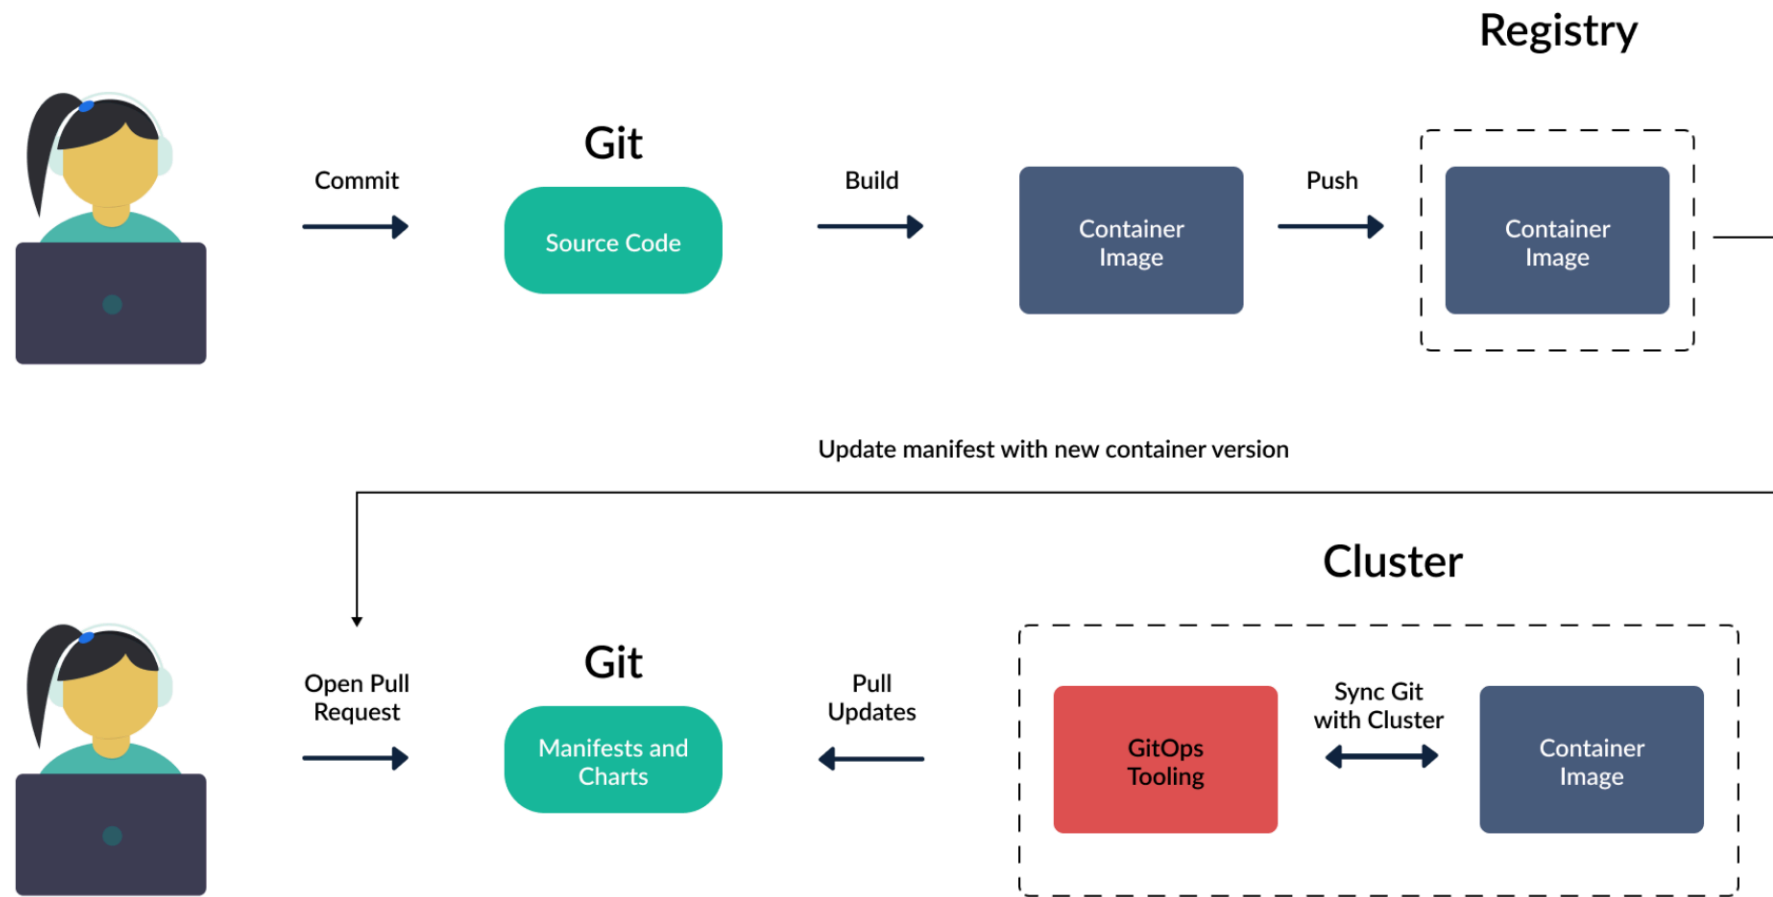 Registry
Git
Commit
Build
Push
Source Code
Container
Image
Container
Image
Update manifest with new container version
Cluster
Git
Open Pull
Request
Manifests and
Charts
Pull
Updates
GitOps
Tooling
Sync Git
with Cluster
Container
Image